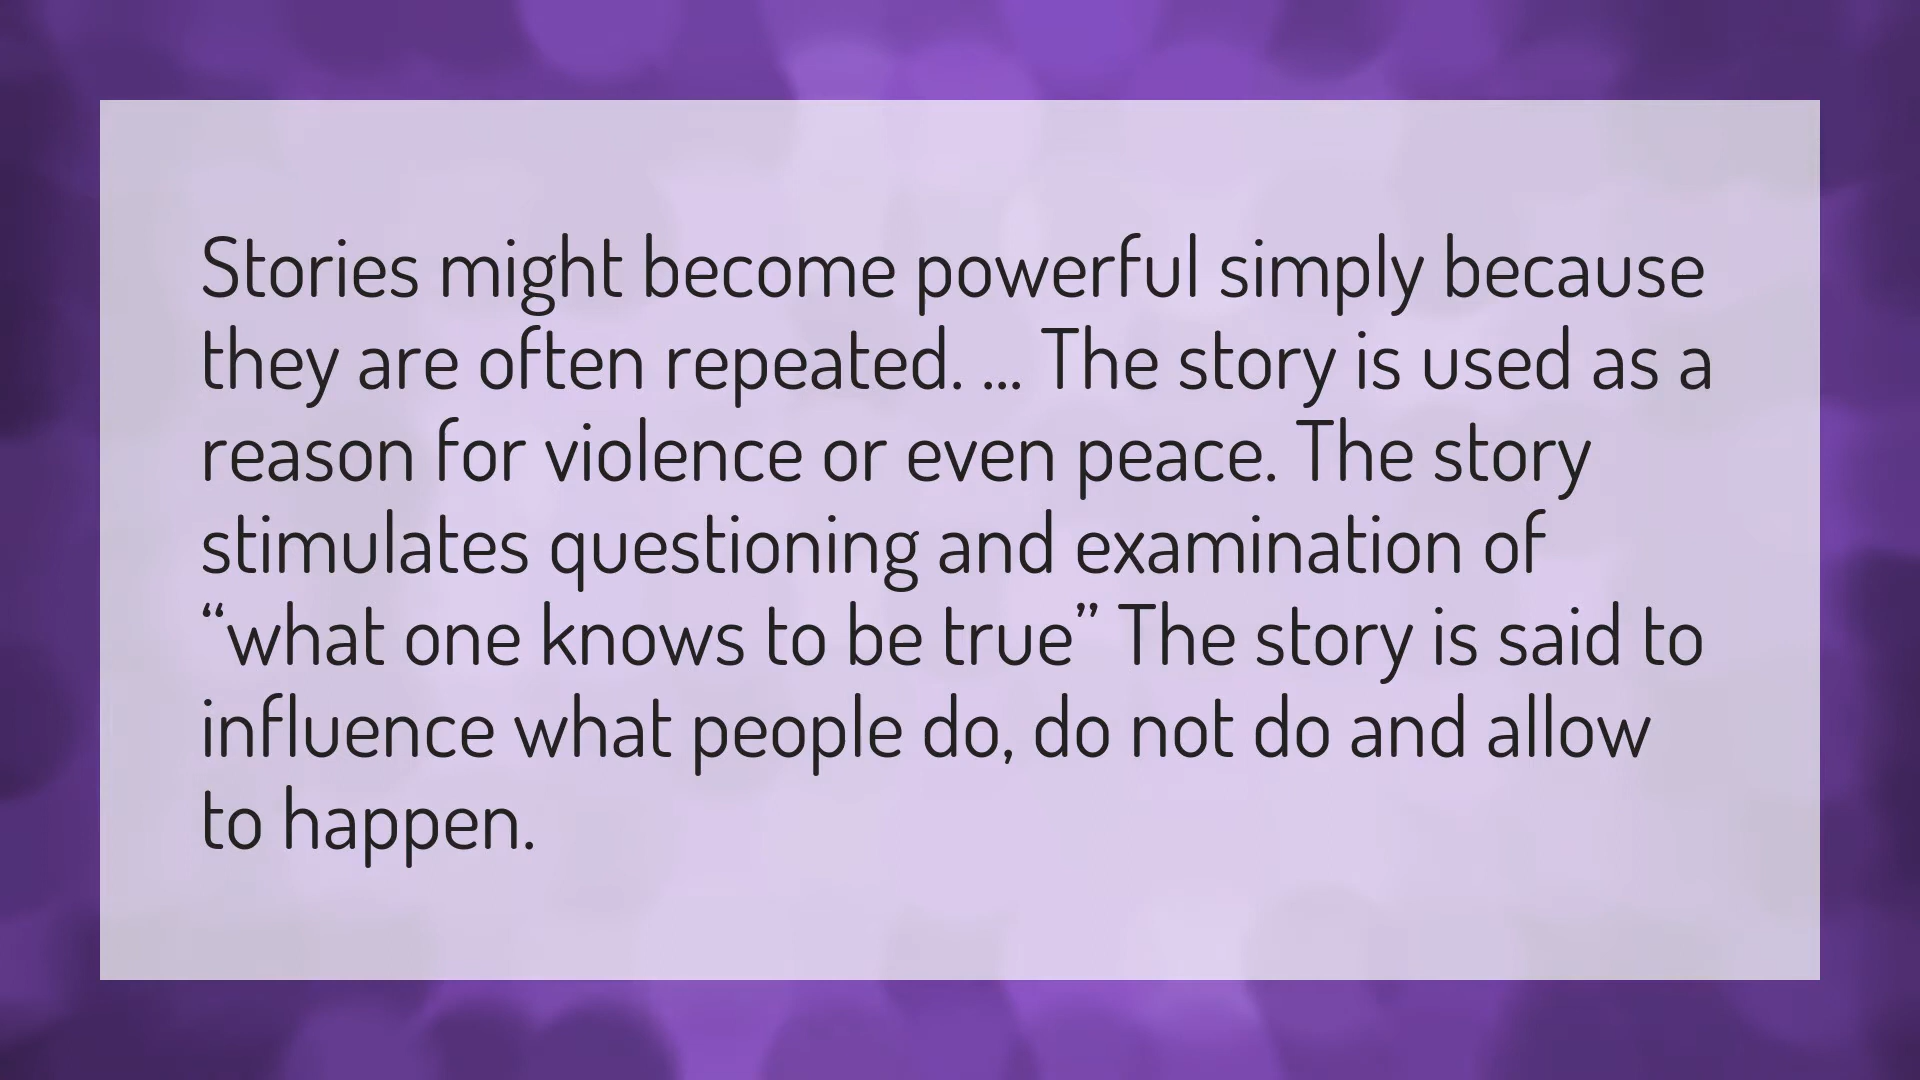 Stories might become powerful simply because
they are often repeated. ... The story is used as a
reason for violence or even peace. The story
stimulates questioning and examination of
“what one knows to be true” The story is said to
influence what people do, do not do and allow
to happen.